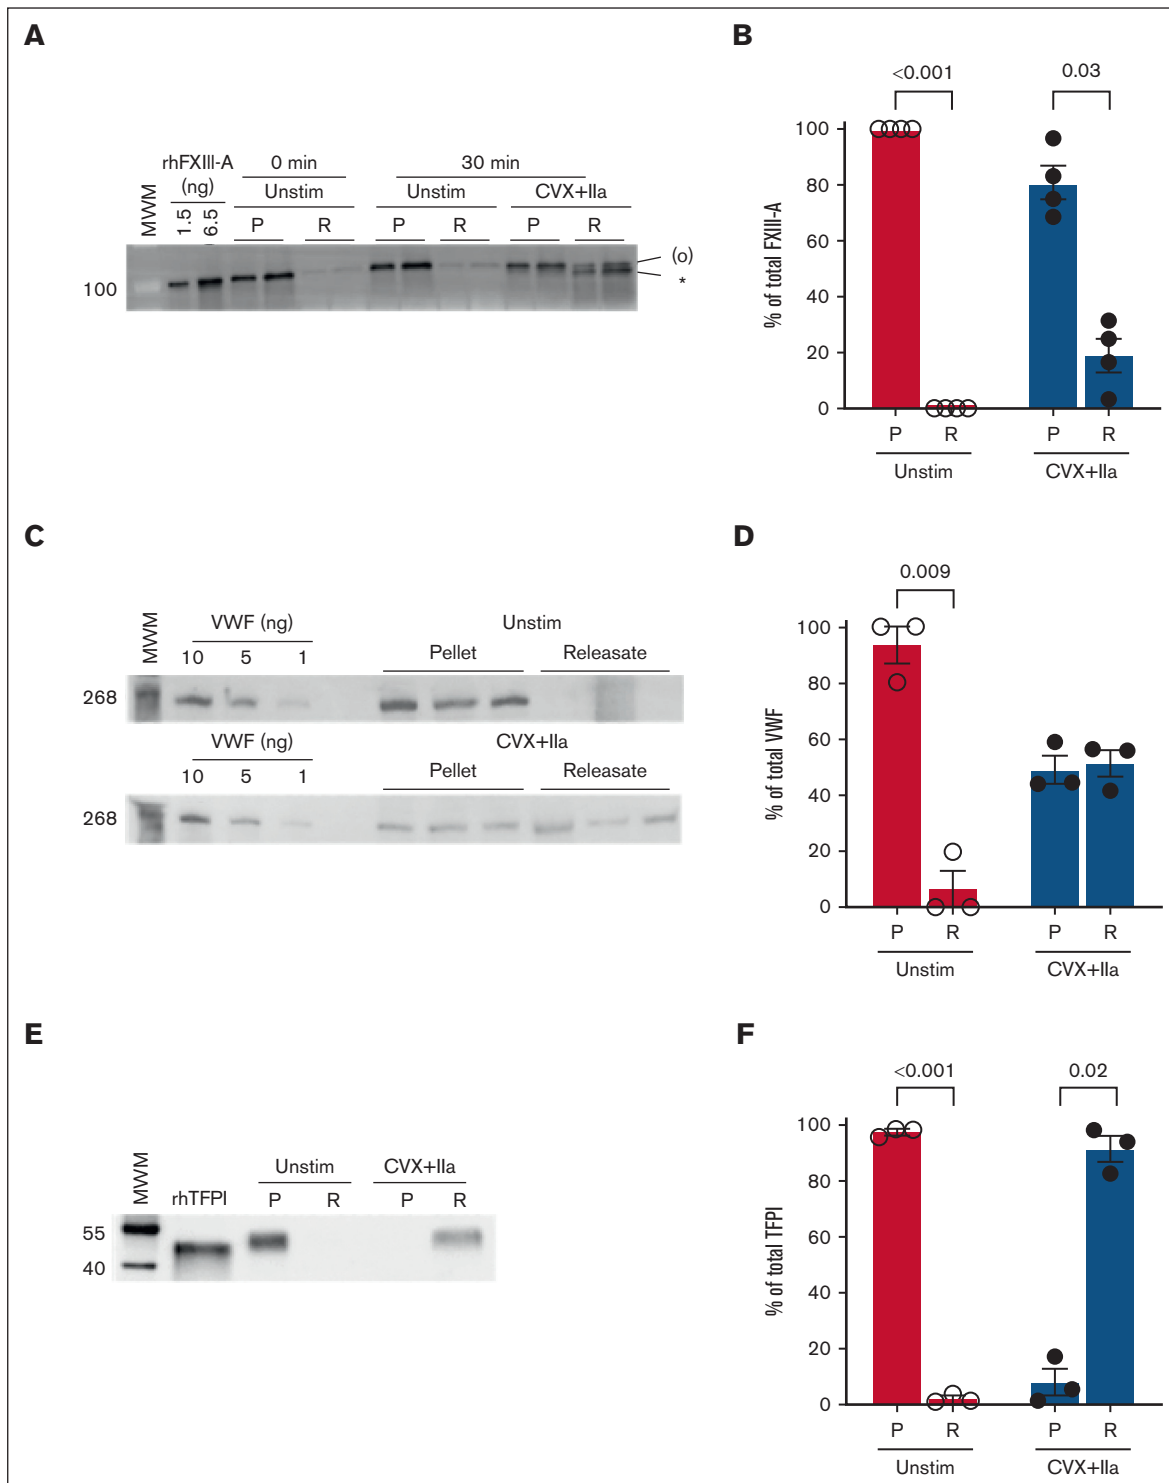 A
rhFXIII-A
(ng)
0 min
30 min
Unstim
Unstim
CVX+IIa
MWM
1.5
6.5
P
R
P
R
P
R
100
(o)
*
B
<0.001
0.03
% of total FXIII-A
100
80
60
40
20
0
P
R
P
R
Unstim
CVX+IIa
C
MWM
VWF (ng)
Unstim
10
5
1
Pellet
Releasate
268
VWF (ng)
CVX+IIa
10
5
1
Pellet
Releasate
268
D
0.009
% of total VWF
100
80
60
40
20
0
P
R
P
R
Unstim
CVX+IIa
E
MWM
rhTFPI
Unstim
CVX+IIa
P
R
P
R
55
40
F
<0.001
0.02
% of total TFPI
100
80
60
40
20
0
P
R
P
R
Unstim
CVX+IIa